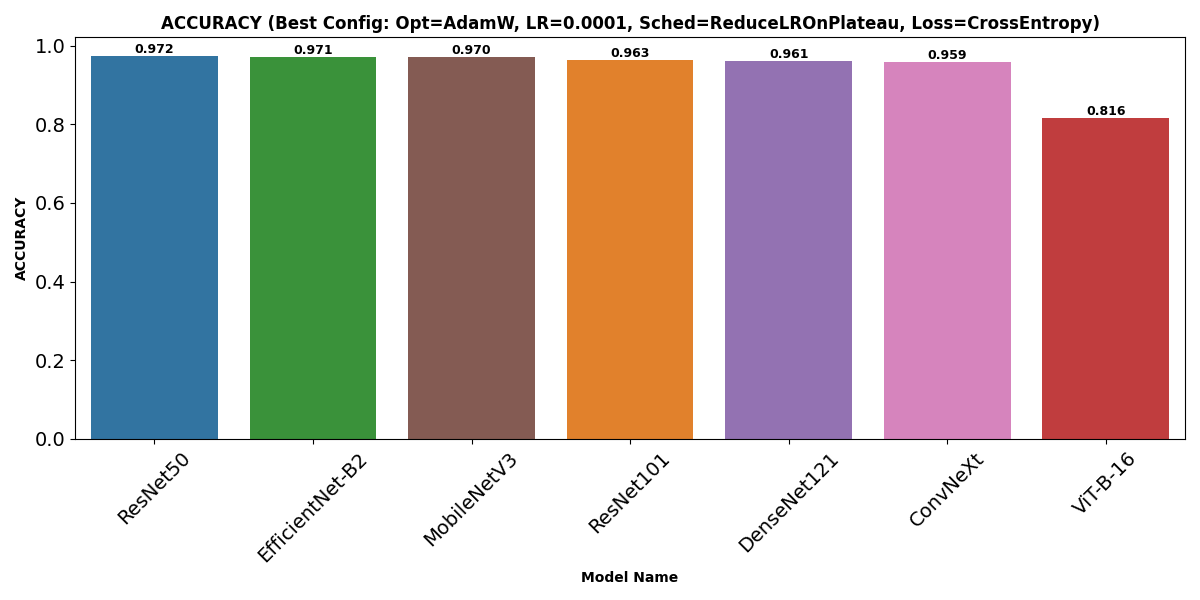 ACCURACY (Best Config: Opt=AdamW, LR=0.0001, Sched=ReduceLROnPlateau, Loss=CrossEntropy)
0.972
0.971
0.970
0.963
0.961
0.959
0.816
1.0
0.8
0.6
0.4
0.2
0.0
ACCURACY
ResNet50
EfficientNet-B2
MobileNetV3
ResNet101
DenseNet121
ConvNeXt
ViT-B-16
Model Name